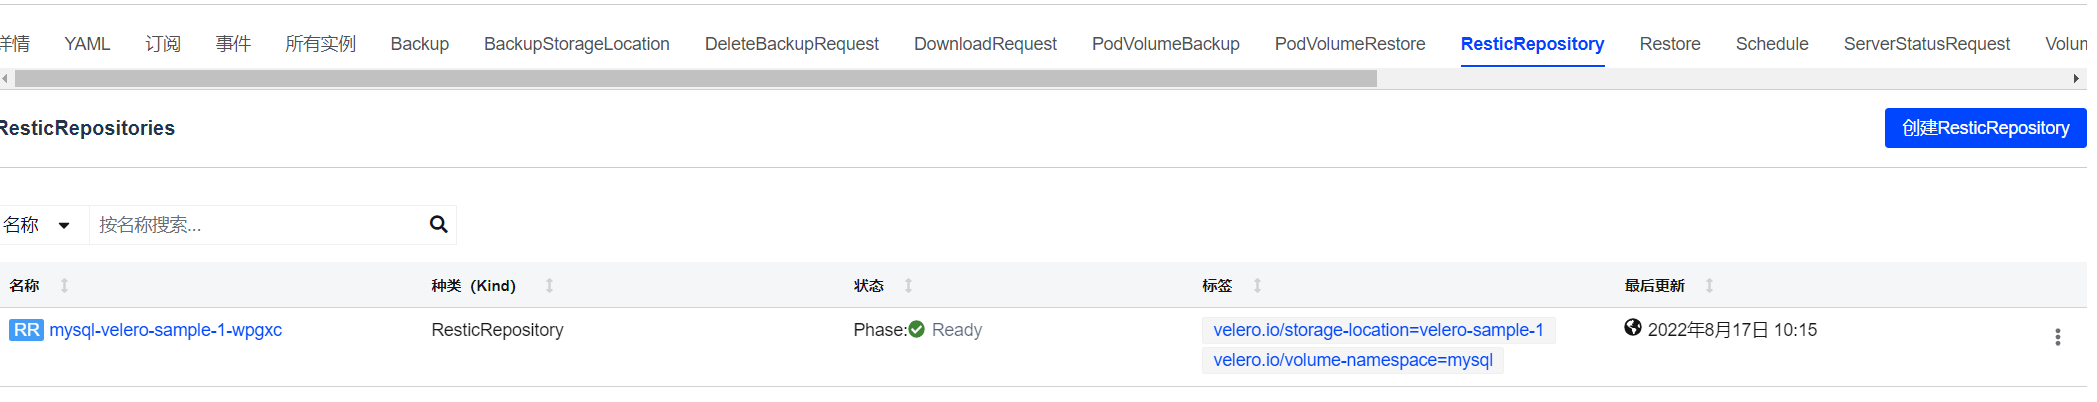 详情 YAML 订阅 事件 所有实例 Backup BackupStorageLocation DeleteBackupRequest DownloadRequest PodVolumeBackup PodVolumeRestore ResticRepository Restore Schedule ServerStatusRequest Volum
ResticRepositories 创建ResticRepository
名称 按名称搜索...
名称 种类 (Kind) 状态 标签 最后更新
RR mysql-velero-sample-1-wpgxc ResticRepository Phase: Ready velero.io/storage-location=velero-sample-1 2022年8月17日 10:15
velero.io/volume-namespace=mysql